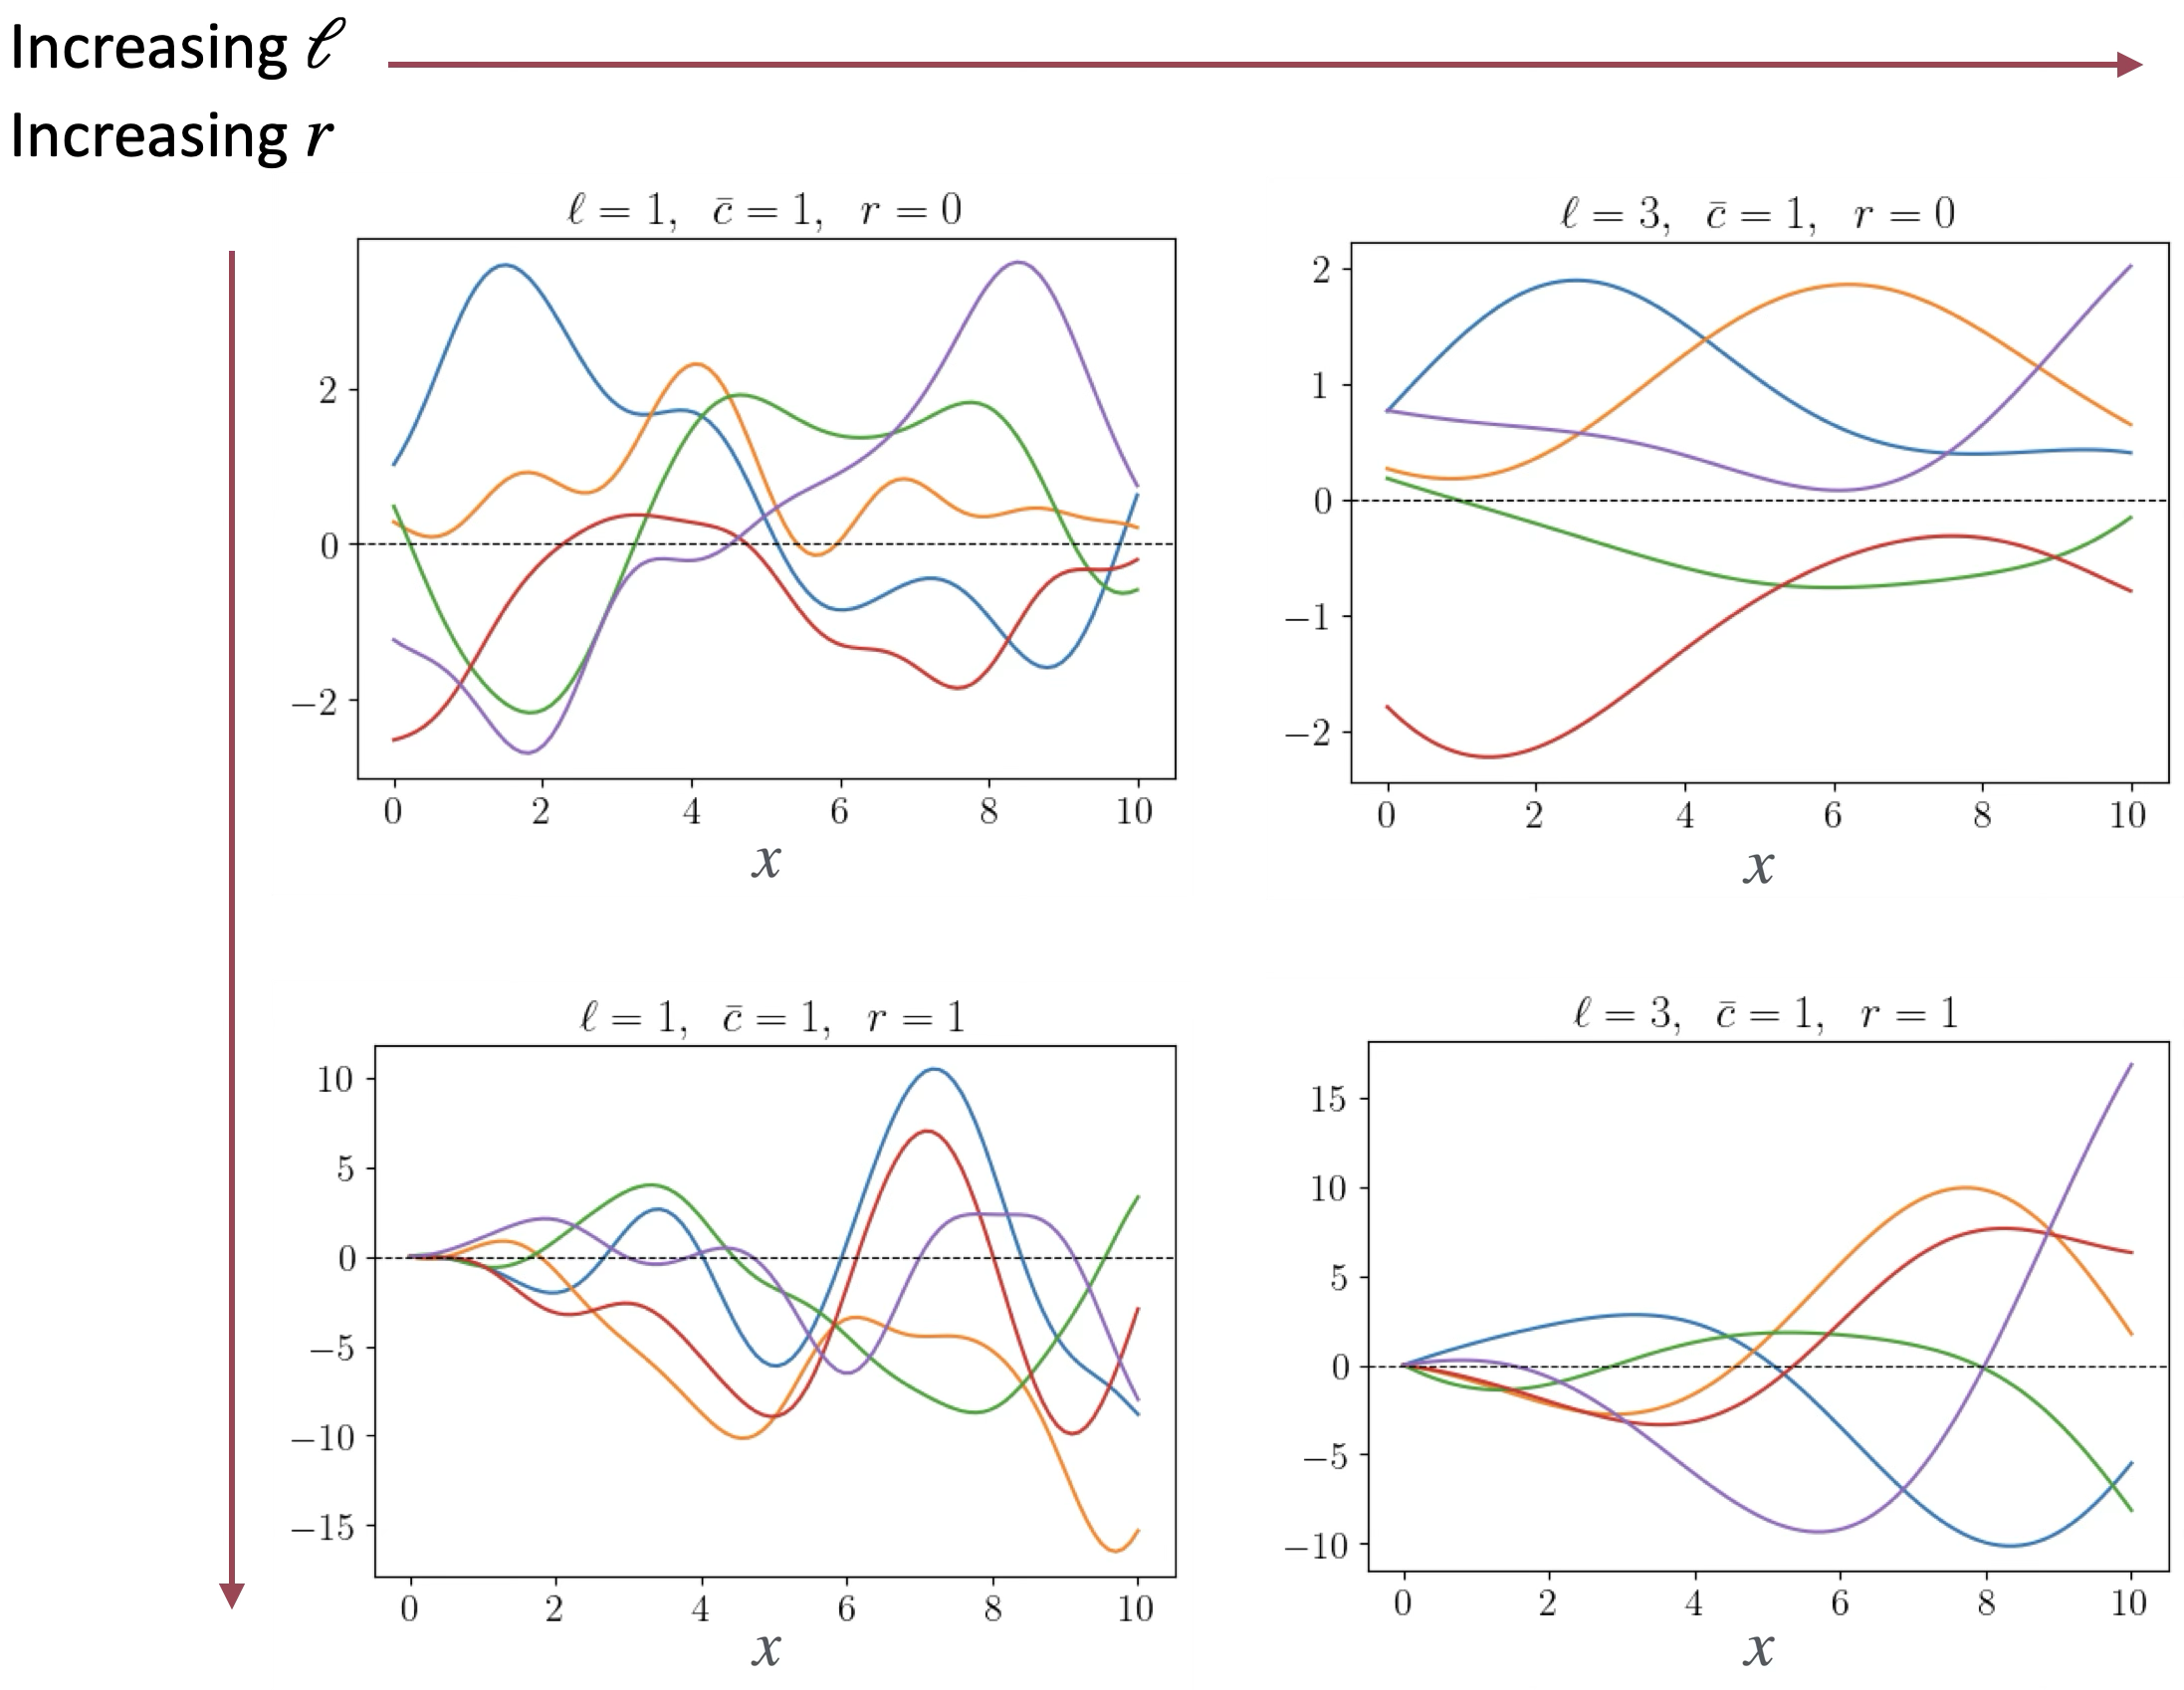 Increasing ℓ
Increasing r
ℓ = 1, c̄ = 1, r = 0
2
0
−2
0 2 4 6 8 10
x
ℓ = 3, c̄ = 1, r = 0
2
1
0
−1
−2
0 2 4 6 8 10
x
ℓ = 1, c̄ = 1, r = 1
10
5
0
−5
−10
−15
0 2 4 6 8 10
x
ℓ = 3, c̄ = 1, r = 1
15
10
5
0
−5
−10
0 2 4 6 8 10
x